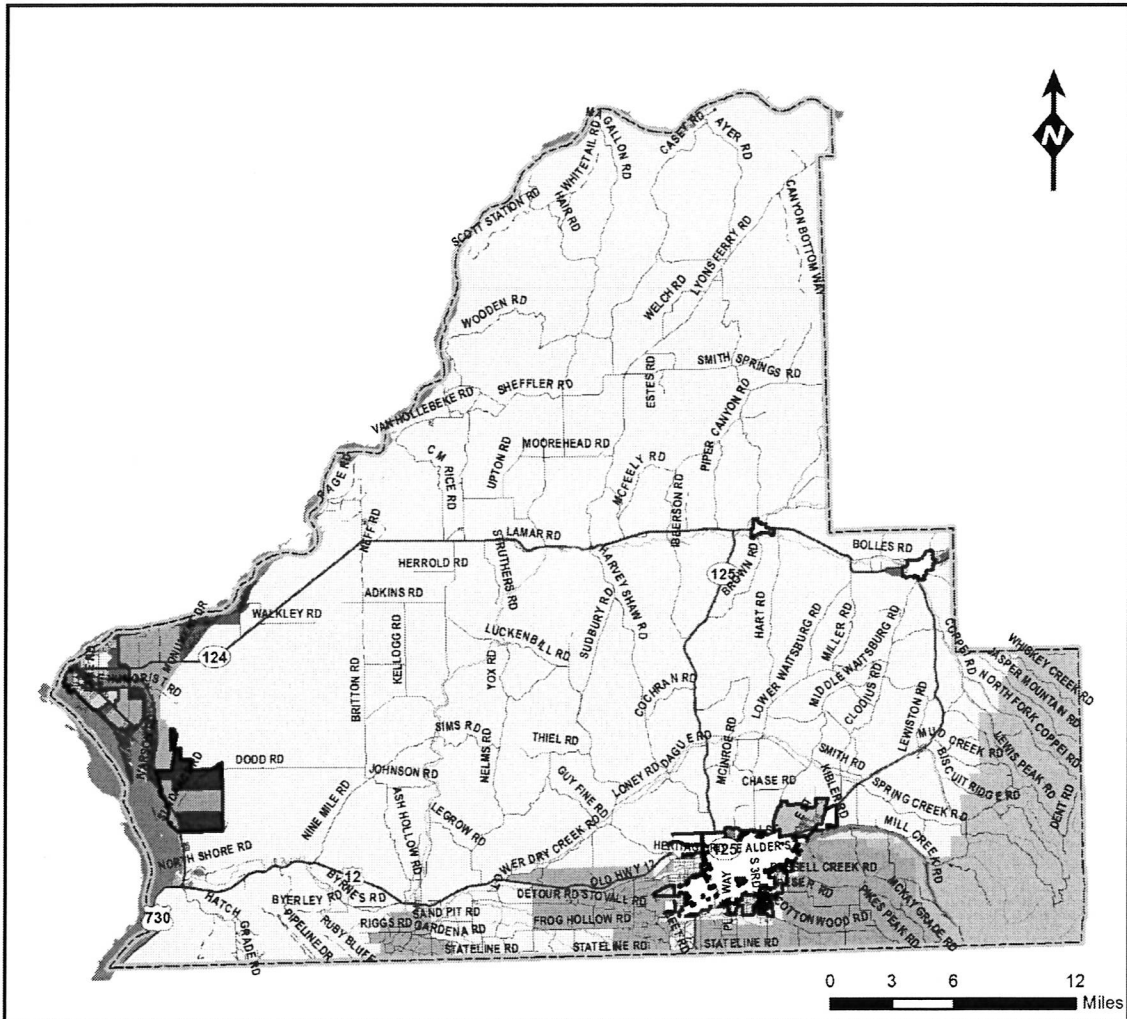 N
GALLON RD
CASEY RD
AYER RD
WHITETAIL RD
HAIR RD
SCOTT STATION RD
CANYON BOTTOM WAY
LYONS FERRY RD
WELCH RD
WOODEN RD
SMITH SPRINGS RD
ESTES RD
SHEFFLER RD
VAN HOLLEBEKE RD
PIPER CANYON RD
MOOREHEAD RD
UPTON RD
C M
RICE RD
MCFEELY RD
PAGE RD
IBBERSON RD
NEFF RD
LAMAR RD
BOLLES RD
STRUTHERS RD
HERROLD RD
HARVEY SHAW RD
125
BROWN RD
ADKINS RD
SUDBURY RD
HART RD
WALKLEY RD
KELLOGG RD
LUCKENBILL RD
LOWER WAITSBURG RD
MILLER RD
MIDDLE WAITSBURG RD
COPPEI RD
WHISKEY CREEK RD
JASPER MOUNTAIN RD
NORTH FORK COPPEI RD
124
BRITTON RD
YOX RD
COCHRAN RD
CLODIUS RD
LEWISTON RD
SIMS RD
THIEL RD
MCINROE RD
MUD CREEK RD
LEWIS PEAK RD
DODD RD
NELMS RD
LONEY RD
DAGUE RD
SMITH RD
BISCUIT RIDGE RD
JOHNSON RD
GUY FINE RD
CHASE RD
KIBLER RD
SPRING CREEK RD
DENT RD
NINE MILE RD
ASH HOLLOW RD
LEGROW RD
MILL CREEK RD
LOWER DRY CREEK RD
125
E ALDER S
NORTH SHORE RD
12
OLD HWY 12
S 3RD
RUSSELL CREEK RD
BYRNES RD
BYERLEY RD
DETOUR RD
STOVALL RD
WAY
MCKAY GRADE RD
730
SAND PIT RD
COTTONWOOD RD
PIKES PEAK RD
HATCH GRADE RD
PIPELINE DR
RUBY BLUFF
RIGGS RD
GARDENA RD
FROG HOLLOW RD
STATELINE RD
STATELINE RD
STATELINE RD
0 3 6 12
Miles